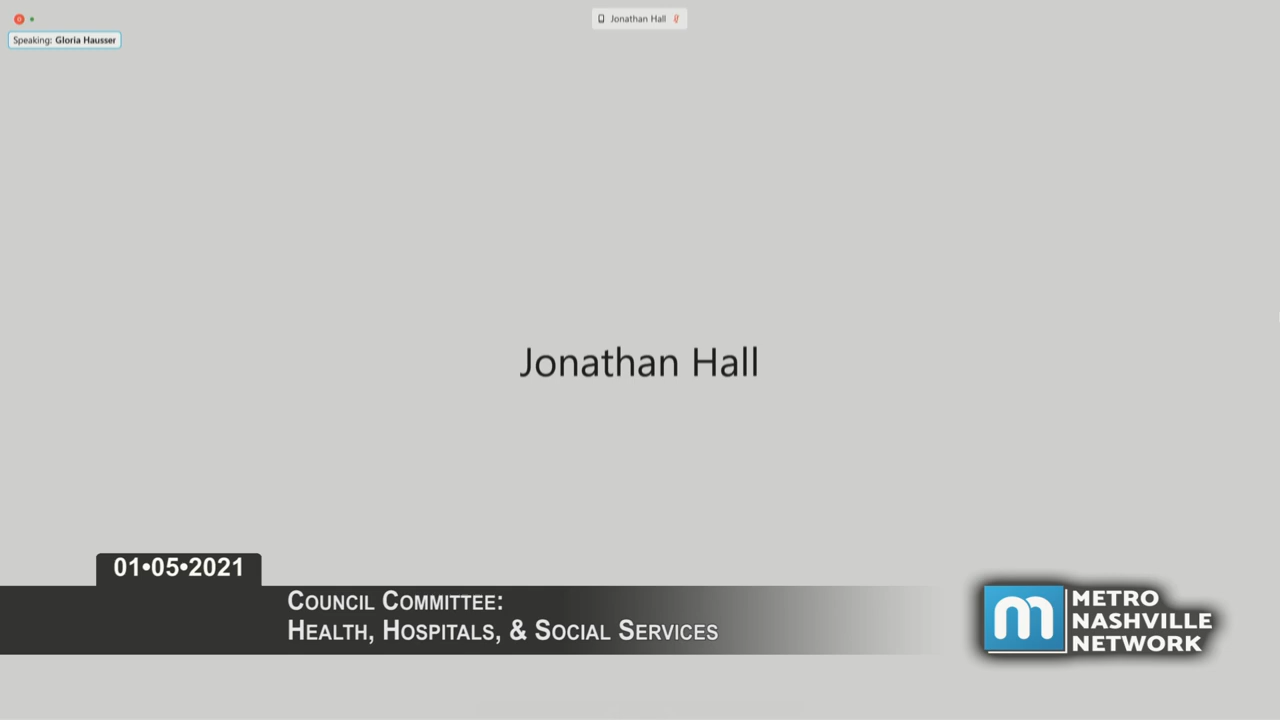 Jonathan Hall
Speaking: Gloria Hausser
Jonathan Hall
01•05•2021
COUNCIL COMMITTEE:
HEALTH, HOSPITALS, & SOCIAL SERVICES
m
METRO
NASHVILLE
NETWORK